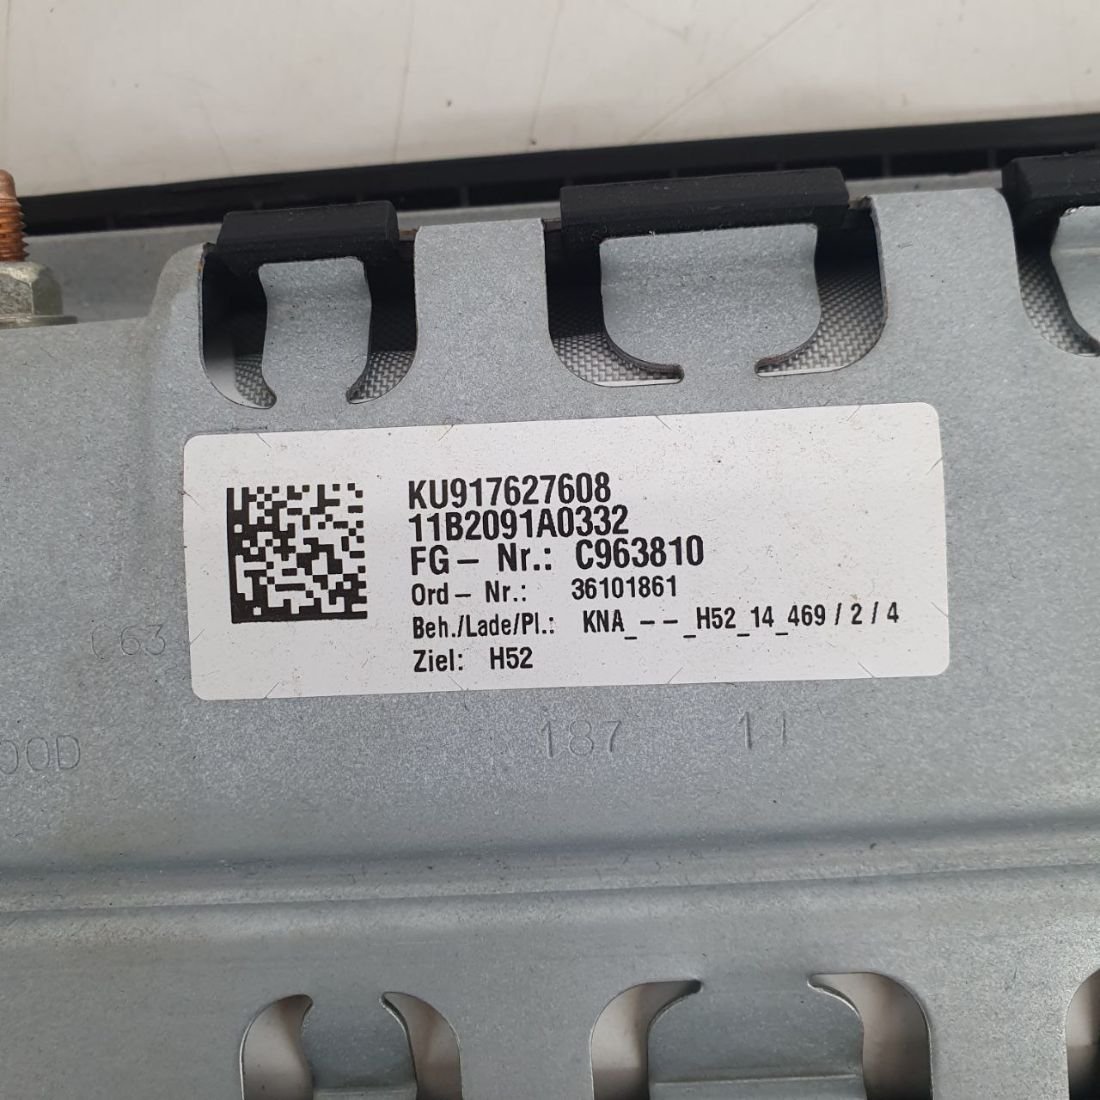 KU917627608
11B2091A0332
FG- Nr.: C963810
Ord- Nr.: 36101861
Beh./Lade/Pl.: KNA_--_H52_14_469 / 2 / 4
Ziel: H52
187 11